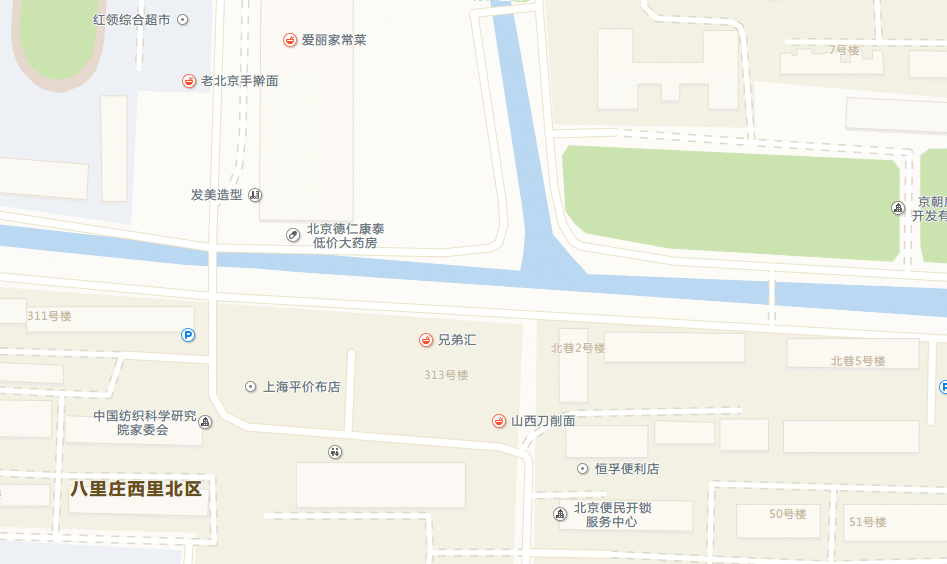 红领综合超市
爱丽家常菜
7号楼
老北京手擀面
发美造型
京朝
开发有
北京德仁康泰
低价大药房
311号楼
兄弟汇
北巷2号楼
北巷5号楼
313号楼
上海平价布店
中国纺织科学研究
院家委会
山西刀削面
恒孚便利店
八里庄西里北区
北京便民开锁
服务中心
50号楼
51号楼